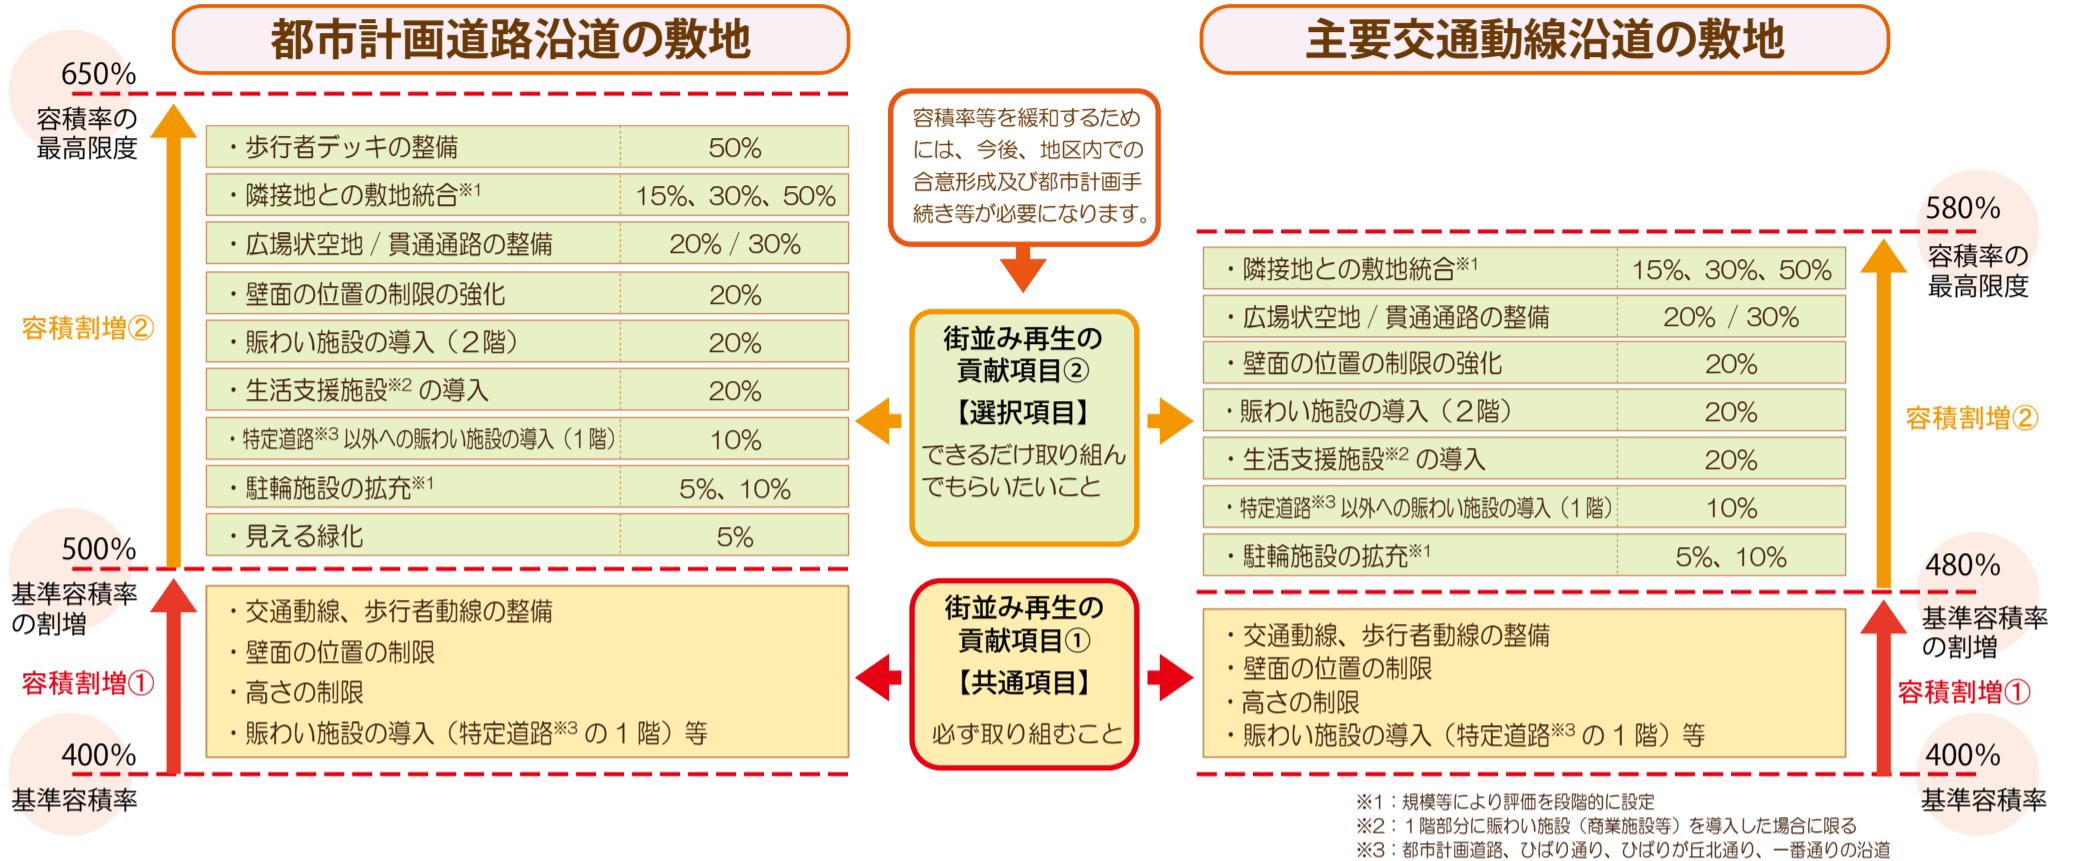 都市計画道路沿道の敷地
650%
容積率の
最高限度
容積割増②
500%
基準容積率
の割増
容積割増①
400%
基準容積率
・歩行者デッキの整備 50%
・隣接地との敷地統合※1 15%、30%、50%
・広場状空地 / 貫通通路の整備 20% / 30%
・壁面の位置の制限の強化 20%
・賑わい施設の導入（2階） 20%
・生活支援施設※2 の導入 20%
・特定道路※3 以外への賑わい施設の導入（1階） 10%
・駐輪施設の拡充※1 5%、10%
・見える緑化 5%
・交通動線、歩行者動線の整備
・壁面の位置の制限
・高さの制限
・賑わい施設の導入（特定道路※3 の 1 階）等
容積率等を緩和するため
には、今後、地区内での
合意形成及び都市計画手
続き等が必要になります。
街並み再生の
貢献項目②
【選択項目】
できるだけ取り組ん
でもらいたいこと
街並み再生の
貢献項目①
【共通項目】
必ず取り組むこと
主要交通動線沿道の敷地
・隣接地との敷地統合※1 15%、30%、50%
・広場状空地 / 貫通通路の整備 20% / 30%
・壁面の位置の制限の強化 20%
・賑わい施設の導入（2階） 20%
・生活支援施設※2 の導入 20%
・特定道路※3 以外への賑わい施設の導入（1階） 10%
・駐輪施設の拡充※1 5%、10%
・交通動線、歩行者動線の整備
・壁面の位置の制限
・高さの制限
・賑わい施設の導入（特定道路※3 の 1 階）等
580%
容積率の
最高限度
容積割増②
480%
基準容積率
の割増
容積割増①
400%
基準容積率
※1：規模等により評価を段階的に設定
※2：1階部分に賑わい施設（商業施設等）を導入した場合に限る
※3：都市計画道路、ひばり通り、ひばりが丘北通り、一番通りの沿道